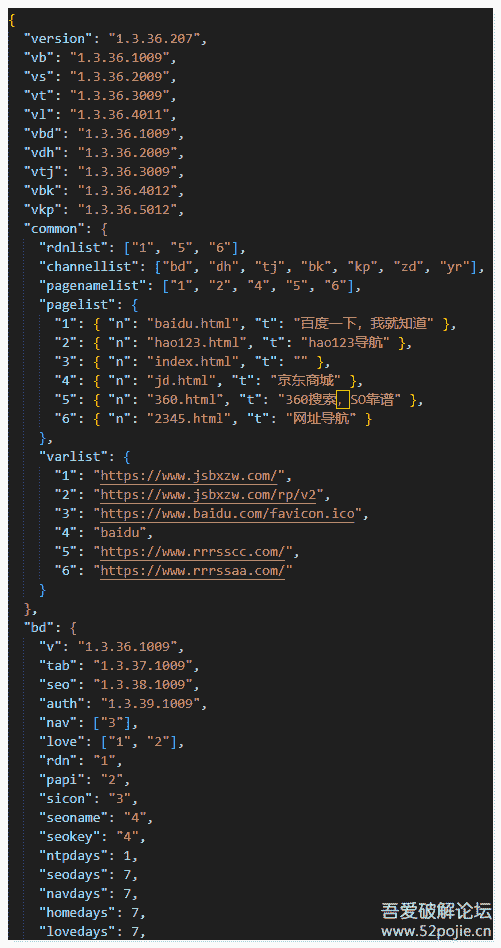 {
"version": "1.3.36.207",
"vb": "1.3.36.1009",
"vs": "1.3.36.2009",
"vt": "1.3.36.3009",
"vl": "1.3.36.4011",
"vbd": "1.3.36.1009",
"vdh": "1.3.36.2009",
"vtj": "1.3.36.3009",
"vbk": "1.3.36.4012",
"vkp": "1.3.36.5012",
"common": {
"rdnlist": ["1", "5", "6"],
"channellist": ["bd", "dh", "tj", "bk", "kp", "zd", "yr"],
"pagenamelist": ["1", "2", "4", "5", "6"],
"pagelist": {
"1": { "n": "baidu.html", "t": "百度一下，我就知道" },
"2": { "n": "hao123.html", "t": "hao123导航" },
"3": { "n": "index.html", "t": "" },
"4": { "n": "jd.html", "t": "京东商城" },
"5": { "n": "360.html", "t": "360搜索，SO靠谱" },
"6": { "n": "2345.html", "t": "网址导航" }
},
"varlist": {
"1": "https://www.jsbxzw.com/",
"2": "https://www.jsbxzw.com/rp/v2",
"3": "https://www.baidu.com/favicon.ico",
"4": "baidu",
"5": "https://www.rrrsscc.com/",
"6": "https://www.rrrssaa.com/"
}
},
"bd": {
"v": "1.3.36.1009",
"tab": "1.3.37.1009",
"seo": "1.3.38.1009",
"auth": "1.3.39.1009",
"nav": ["3"],
"love": ["1", "2"],
"rdn": "1",
"papi": "2",
"sicon": "3",
"seoname": "4",
"seokey": "4",
"ntpdays": 1,
"seodays": 7,
"navdays": 7,
"homedays": 7,
"lovedays": 7,
吾爱破解论坛
www.52pojie.cn